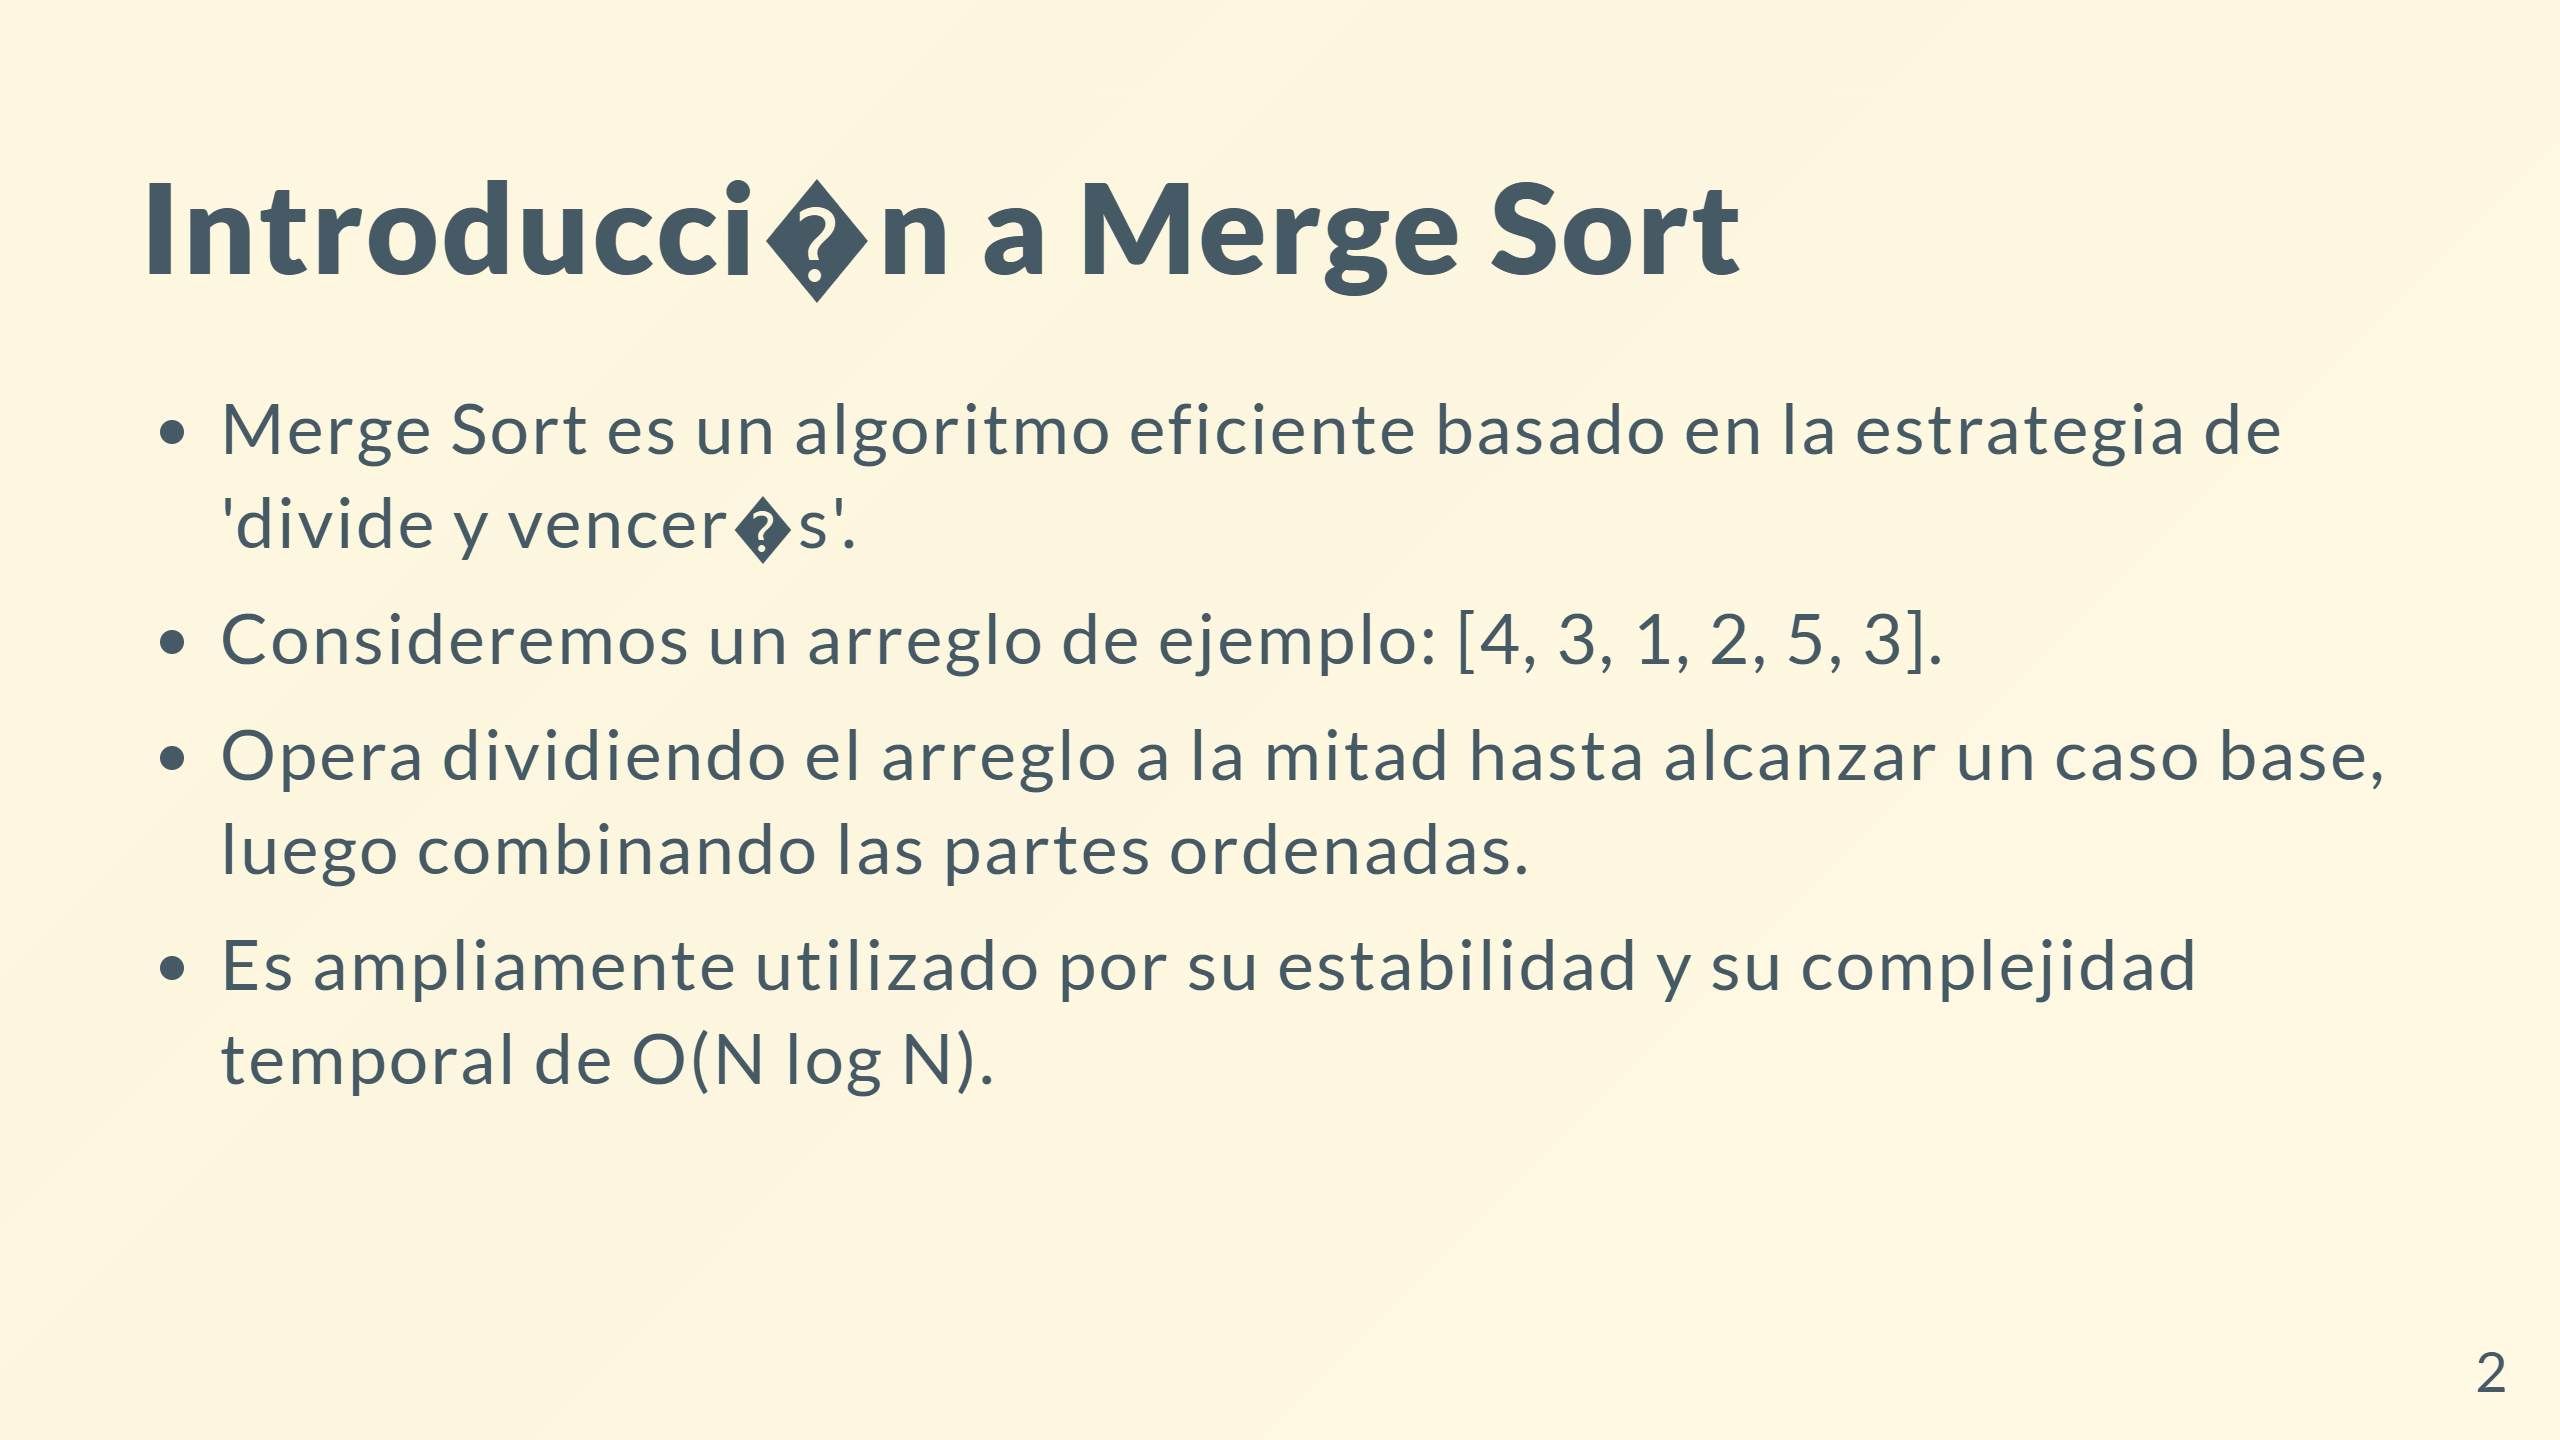 Introducci�n a Merge Sort
• Merge Sort es un algoritmo eficiente basado en la estrategia de
'divide y vencer�s'.
• Consideremos un arreglo de ejemplo: [4, 3, 1, 2, 5, 3].
• Opera dividiendo el arreglo a la mitad hasta alcanzar un caso base,
luego combinando las partes ordenadas.
• Es ampliamente utilizado por su estabilidad y su complejidad
temporal de O(N log N).
2